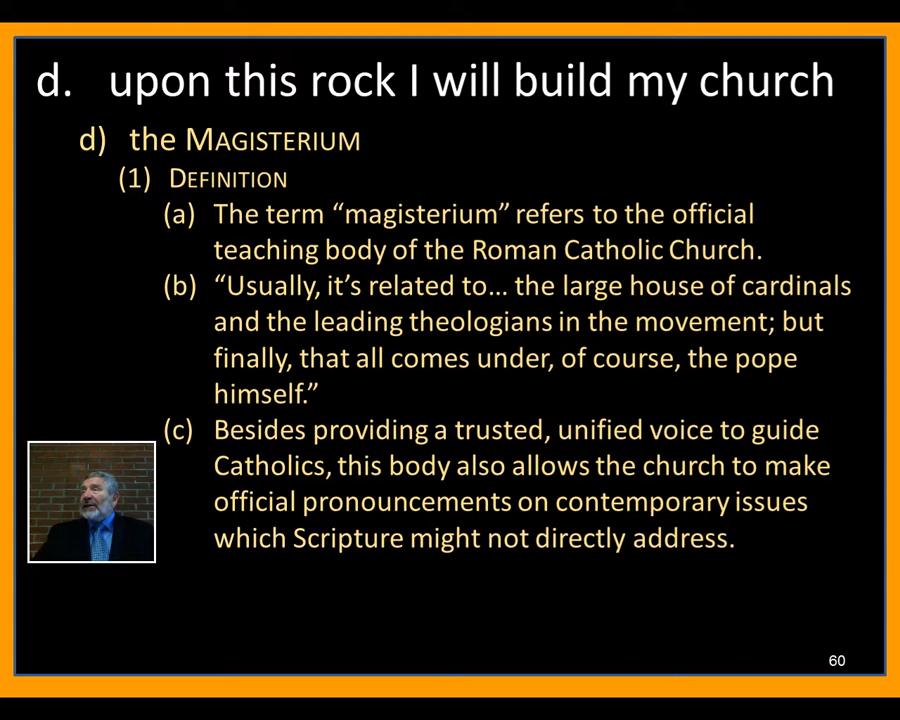 d. upon this rock I will build my church
d) the MAGISTERIUM
(1) DEFINITION
(a) The term “magisterium” refers to the official
teaching body of the Roman Catholic Church.
(b) “Usually, it’s related to… the large house of cardinals
and the leading theologians in the movement; but
finally, that all comes under, of course, the pope
himself.”
(c) Besides providing a trusted, unified voice to guide
Catholics, this body also allows the church to make
official pronouncements on contemporary issues
which Scripture might not directly address.
60